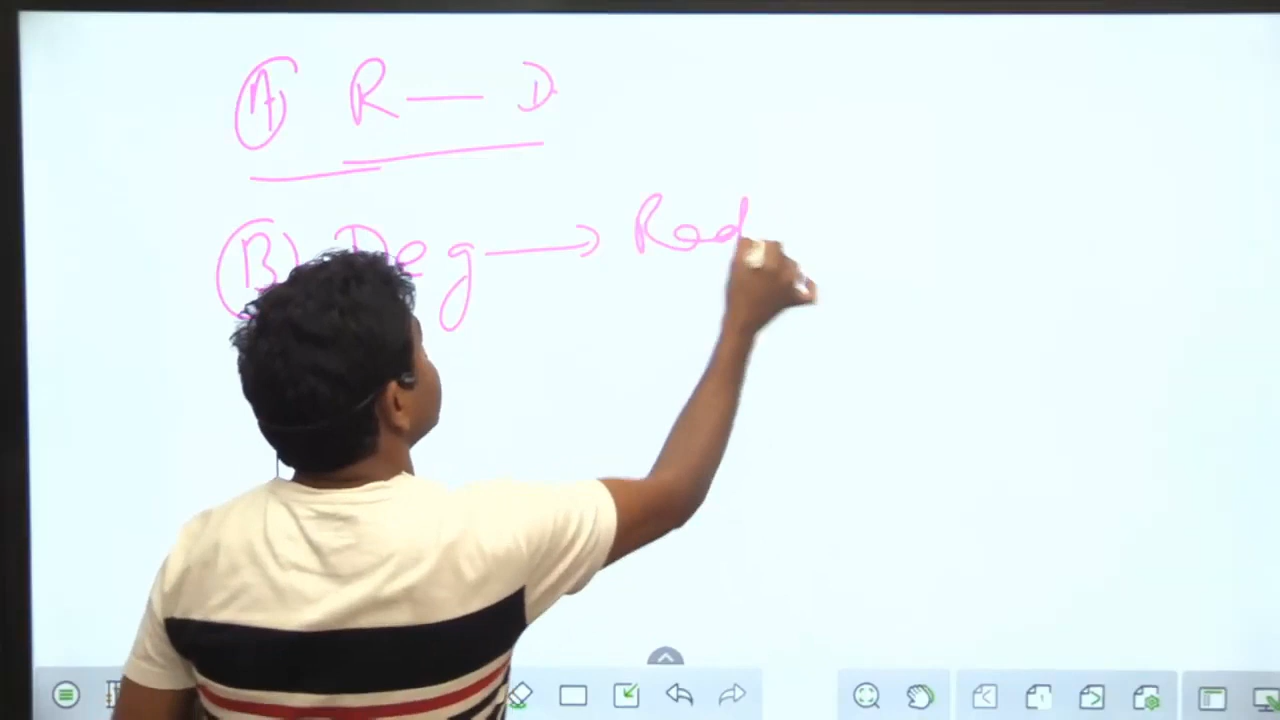 (A) R — D
(B) Deg → Rad